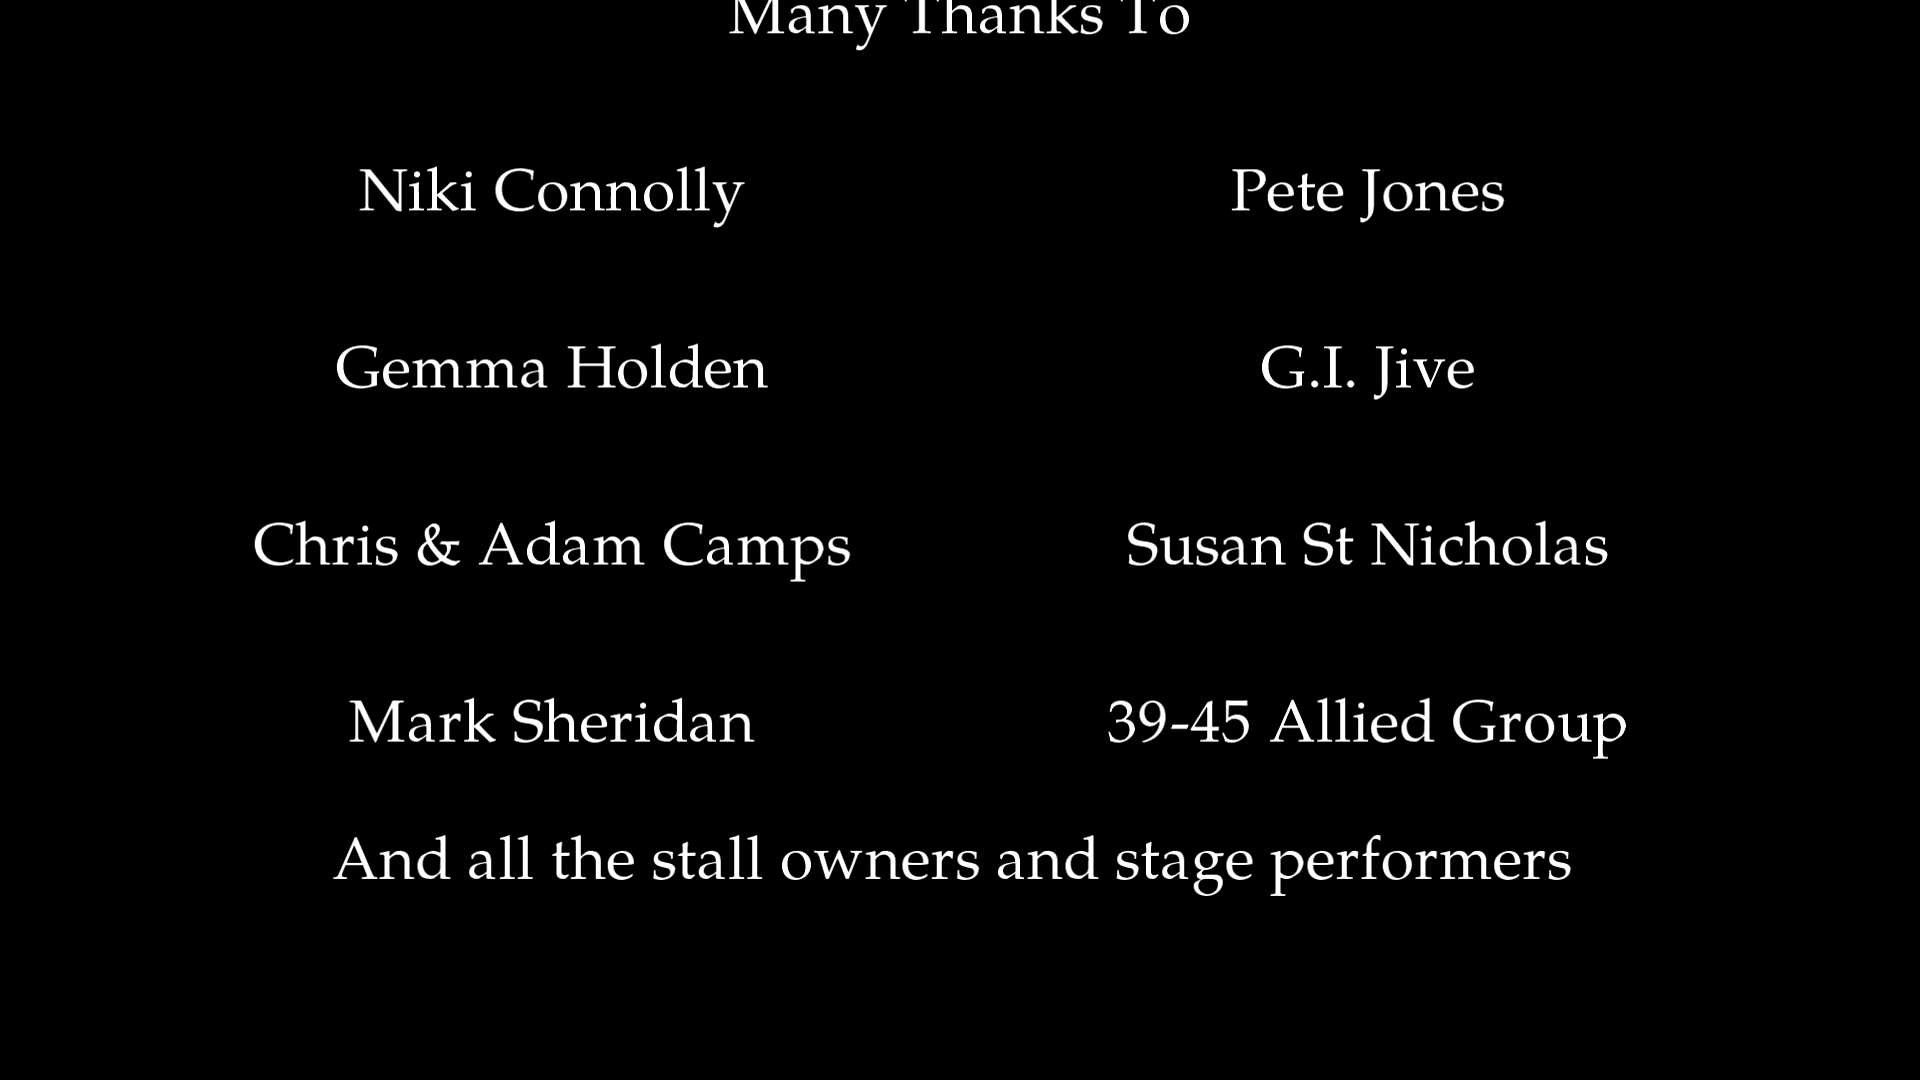 Many Thanks To
Niki Connolly
Pete Jones
Gemma Holden
G.I. Jive
Chris & Adam Camps
Susan St Nicholas
Mark Sheridan
39-45 Allied Group
And all the stall owners and stage performers